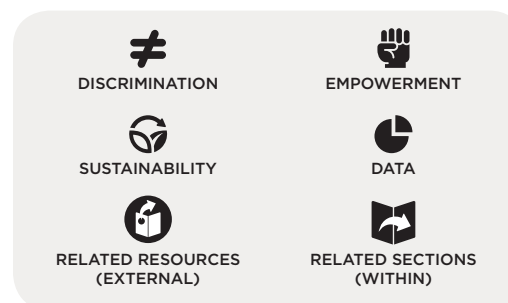 DISCRIMINATION
EMPOWERMENT
SUSTAINABILITY
DATA
RELATED RESOURCES
(EXTERNAL)
RELATED SECTIONS
(WITHIN)